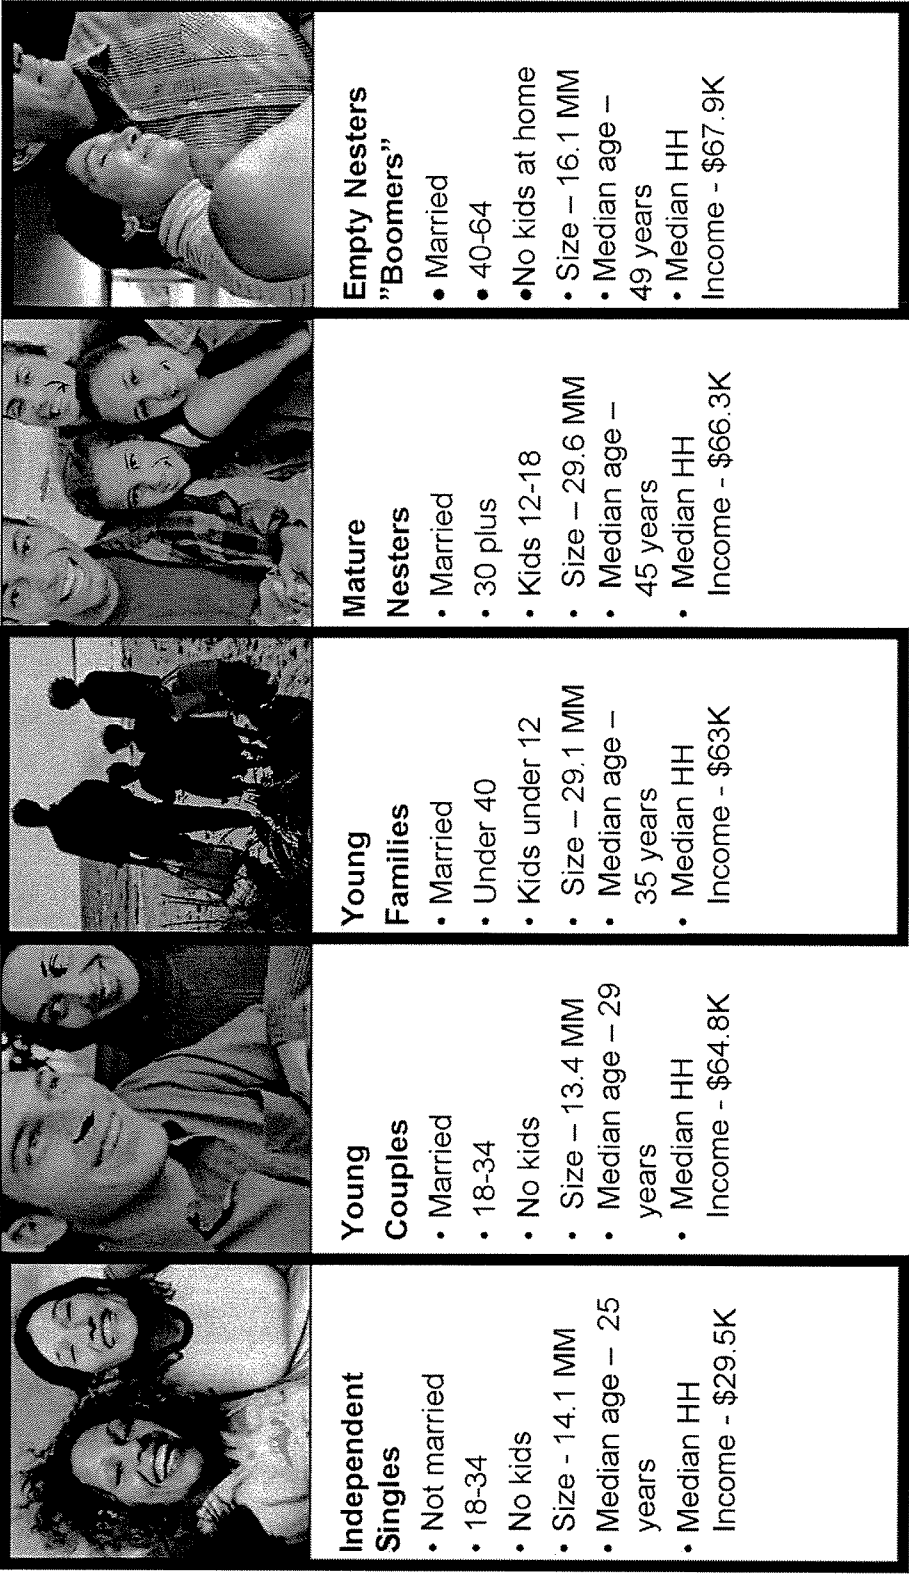 Independent
Singles
• Not married
• 18-34
• No kids
• Size - 14.1 MM
• Median age – 25
years
• Median HH
Income - $29.5K
Young
Couples
• Married
• 18-34
• No kids
• Size – 13.4 MM
• Median age – 29
years
• Median HH
Income - $64.8K
Young
Families
• Married
• Under 40
• Kids under 12
• Size – 29.1 MM
• Median age –
35 years
• Median HH
Income - $63K
Mature
Nesters
• Married
• 30 plus
• Kids 12-18
• Size – 29.6 MM
• Median age –
45 years
• Median HH
Income - $66.3K
Empty Nesters
”Boomers”
• Married
• 40-64
•No kids at home
• Size – 16.1 MM
• Median age –
49 years
• Median HH
Income - $67.9K